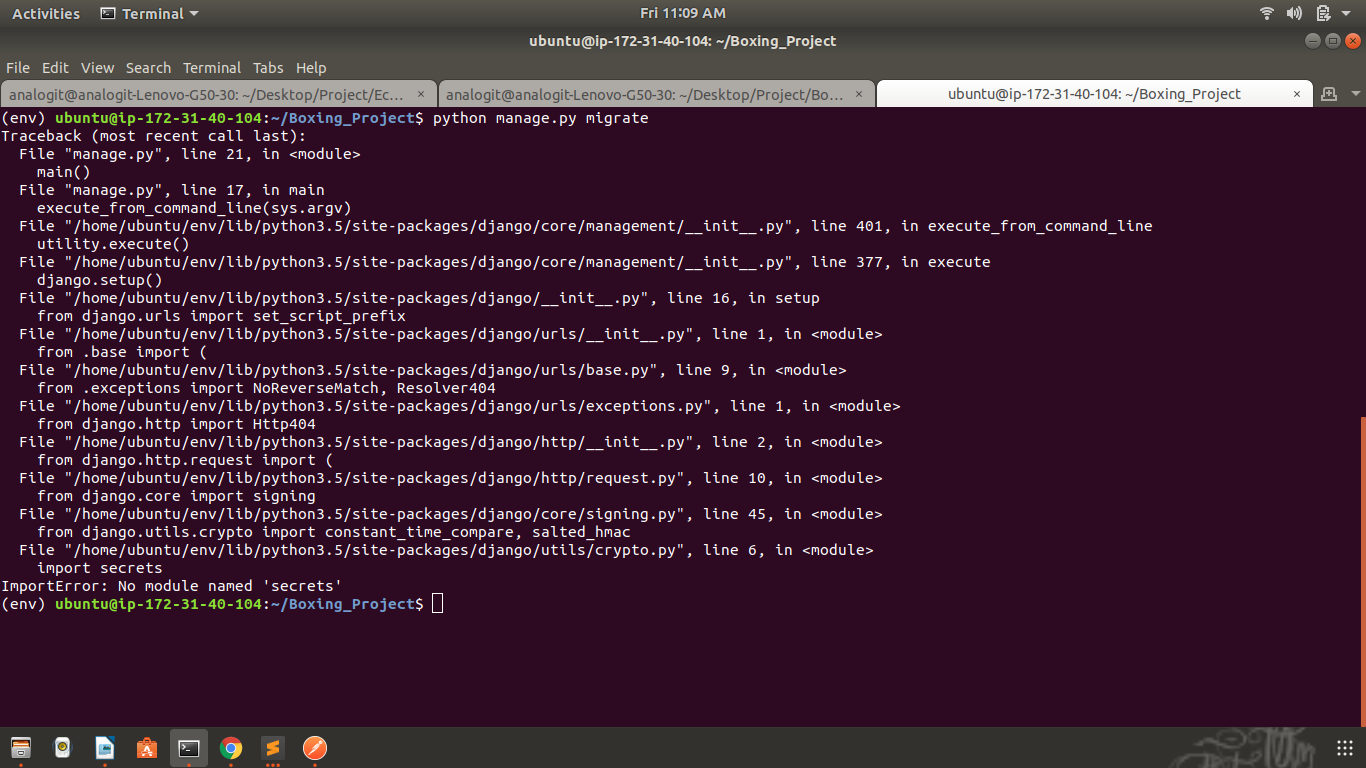 Activities Terminal Fri 11:09 AM
ubuntu@ip-172-31-40-104: ~/Boxing_Project
File Edit View Search Terminal Tabs Help
analogit@analogit-Lenovo-G50-30: ~/Desktop/Project/Ec... × analogit@analogit-Lenovo-G50-30: ~/Desktop/Project/Bo... × ubuntu@ip-172-31-40-104: ~/Boxing_Project ×
(env) ubuntu@ip-172-31-40-104:~/Boxing_Project$ python manage.py migrate
Traceback (most recent call last):
  File "manage.py", line 21, in <module>
    main()
  File "manage.py", line 17, in main
    execute_from_command_line(sys.argv)
  File "/home/ubuntu/env/lib/python3.5/site-packages/django/core/management/__init__.py", line 401, in execute_from_command_line
    utility.execute()
  File "/home/ubuntu/env/lib/python3.5/site-packages/django/core/management/__init__.py", line 377, in execute
    django.setup()
  File "/home/ubuntu/env/lib/python3.5/site-packages/django/__init__.py", line 16, in setup
    from django.urls import set_script_prefix
  File "/home/ubuntu/env/lib/python3.5/site-packages/django/urls/__init__.py", line 1, in <module>
    from .base import (
  File "/home/ubuntu/env/lib/python3.5/site-packages/django/urls/base.py", line 9, in <module>
    from .exceptions import NoReverseMatch, Resolver404
  File "/home/ubuntu/env/lib/python3.5/site-packages/django/urls/exceptions.py", line 1, in <module>
    from django.http import Http404
  File "/home/ubuntu/env/lib/python3.5/site-packages/django/http/__init__.py", line 2, in <module>
    from django.http.request import (
  File "/home/ubuntu/env/lib/python3.5/site-packages/django/http/request.py", line 10, in <module>
    from django.core import signing
  File "/home/ubuntu/env/lib/python3.5/site-packages/django/core/signing.py", line 45, in <module>
    from django.utils.crypto import constant_time_compare, salted_hmac
  File "/home/ubuntu/env/lib/python3.5/site-packages/django/utils/crypto.py", line 6, in <module>
    import secrets
ImportError: No module named 'secrets'
(env) ubuntu@ip-172-31-40-104:~/Boxing_Project$